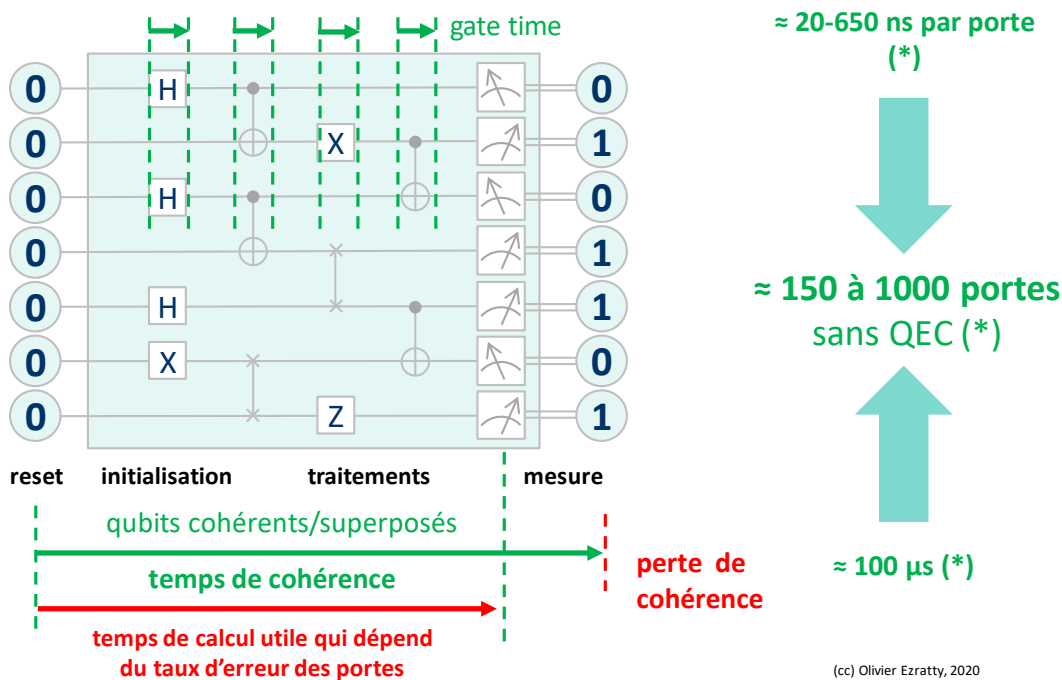 gate time
0 H 0
0 X 1
0 H 0
0 1
0 H 1
0 X 0
0 Z 1
reset initialisation traitements mesure
qubits cohérents/superposés
temps de cohérence
perte de
cohérence
temps de calcul utile qui dépend
du taux d’erreur des portes
≈ 20-650 ns par porte
(*)
≈ 150 à 1000 portes
sans QEC (*)
≈ 100 µs (*)
(cc) Olivier Ezratty, 2020